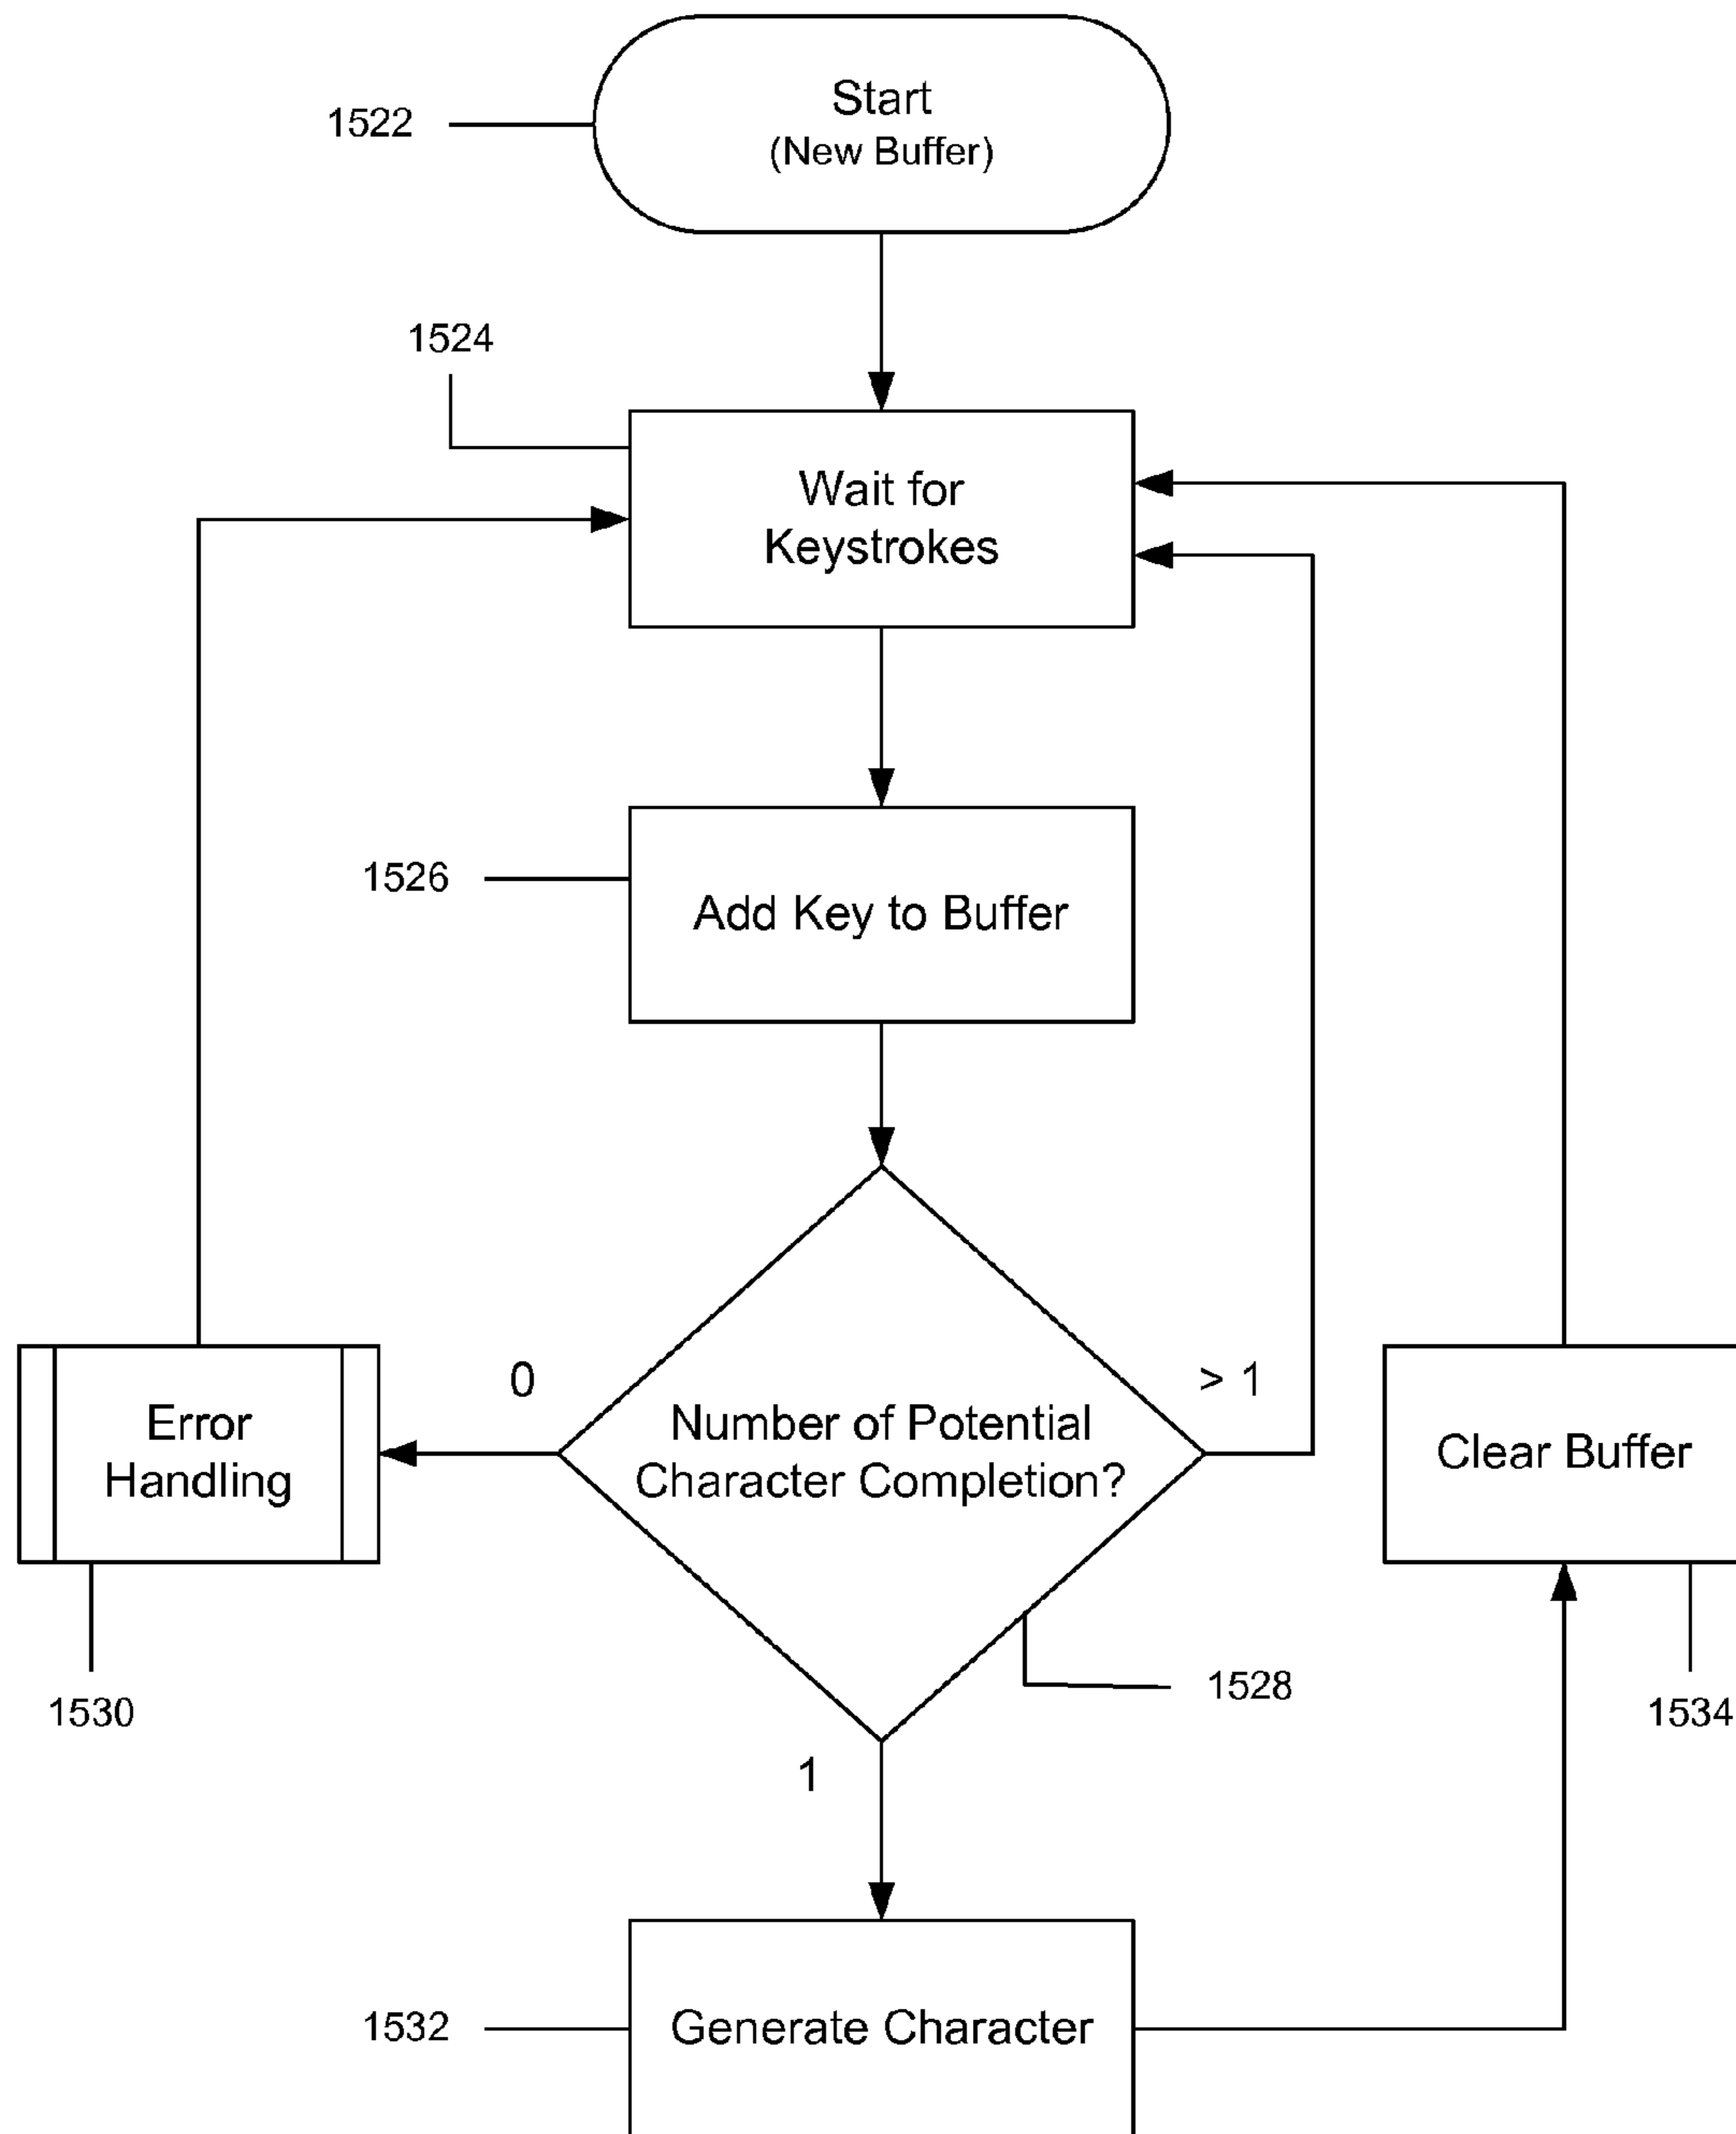 Start
(New Buffer)
1522
1524
Wait for
Keystrokes
1526
Add Key to Buffer
0
> 1
Error
Handling
Number of Potential
Character Completion?
Clear Buffer
1528
1530
1534
1
1532
Generate Character